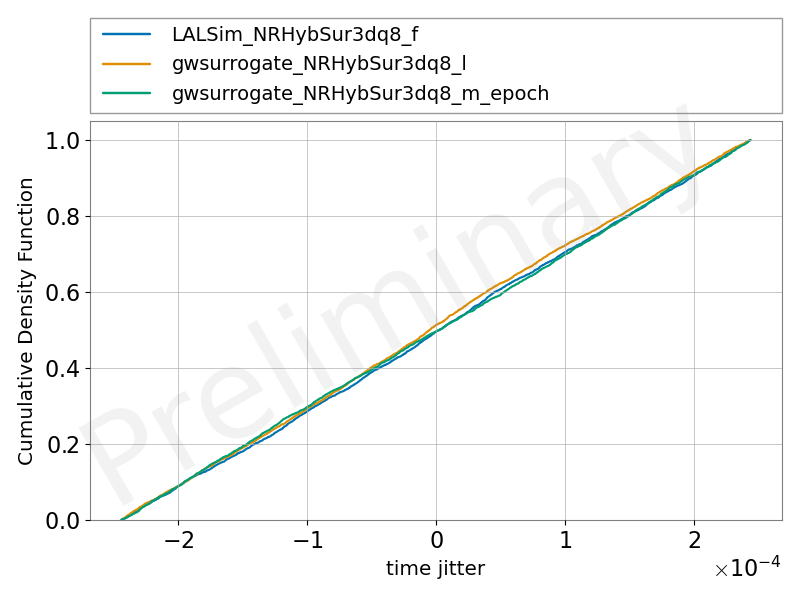 LALSim_NRHybSur3dq8_f
gwsurrogate_NRHybSur3dq8_l
gwsurrogate_NRHybSur3dq8_m_epoch
Preliminary
Cumulative Density Function
1.0
0.8
0.6
0.4
0.2
0.0
−2 −1 0 1 2
time jitter
×10⁻⁴